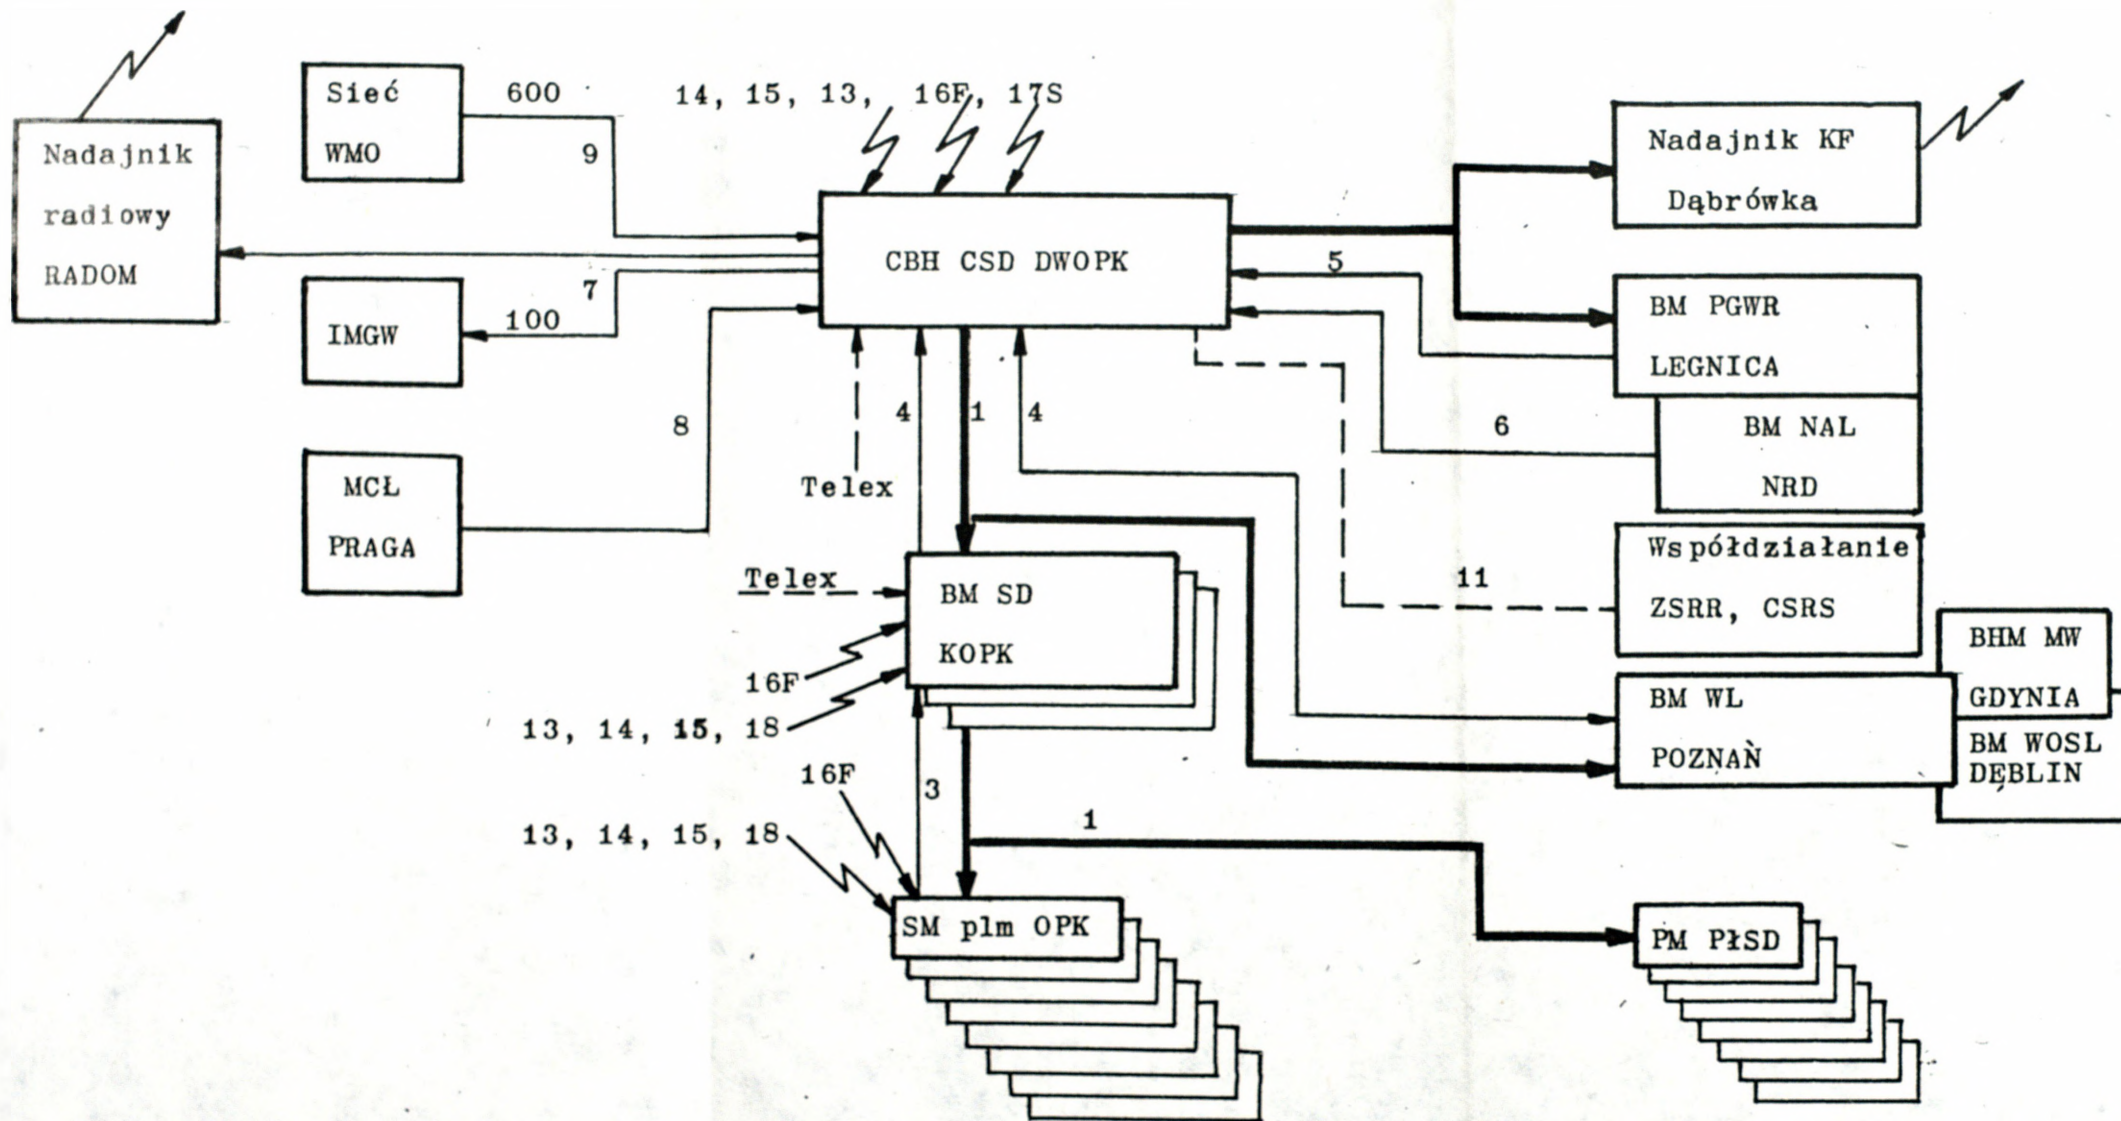 Nadajnik
radiowy
RADOM
Sieć
WMO
600
9
14, 15, 13, 16F, 17S
Nadajnik KF
Dąbrówka
CBH CSD DWOPK
IMGW
7
100
5
BM PGWR
LEGNICA
MCŁ
PRAGA
8
4
1
4
Telex
6
BM NAL
NRD
Telex
BM SD
KOPK
16F
13, 14, 15, 18
11
Współdziałanie
ZSRR, CSRS
BHM MW
GDYNIA
BM WL
POZNAŃ
BM WOSL
DĘBLIN
16F
3
13, 14, 15, 18
1
SM plm OPK
PM PŁSD